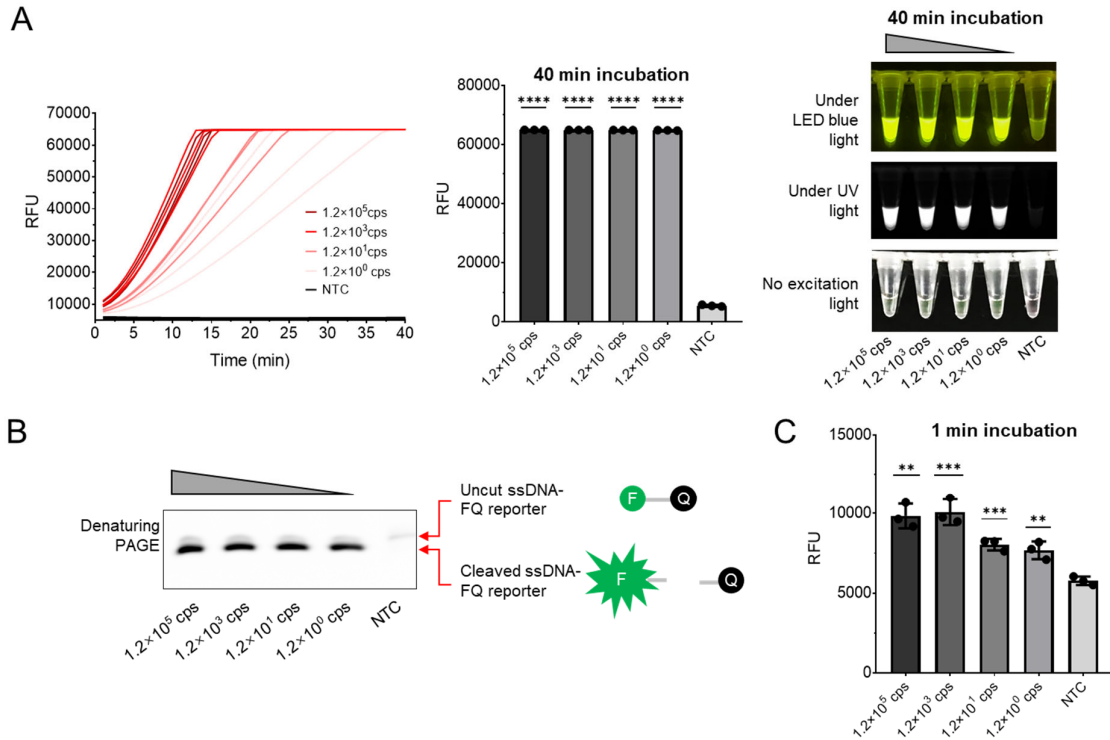 A
70000
60000
50000
40000
30000
20000
10000
RFU
0 5 10 15 20 25 30 35 40
Time (min)
1.2×10⁵cps
1.2×10³cps
1.2×10¹cps
1.2×10⁰ cps
NTC
40 min incubation
80000
60000
40000
20000
0
RFU
**** **** **** ****
1.2×10⁵ cps
1.2×10³ cps
1.2×10¹ cps
1.2×10⁰ cps
NTC
40 min incubation
Under
LED blue
light
Under UV
light
No excitation
light
1.2×10⁵ cps
1.2×10³ cps
1.2×10¹ cps
1.2×10⁰ cps
NTC
B
Denaturing
PAGE
1.2×10⁵ cps
1.2×10³ cps
1.2×10¹ cps
1.2×10⁰ cps
NTC
Uncut ssDNA-
FQ reporter
F Q
Cleaved ssDNA-
FQ reporter
F Q
C
1 min incubation
15000
10000
5000
0
RFU
** *** *** **
1.2×10⁵ cps
1.2×10³ cps
1.2×10¹ cps
1.2×10⁰ cps
NTC